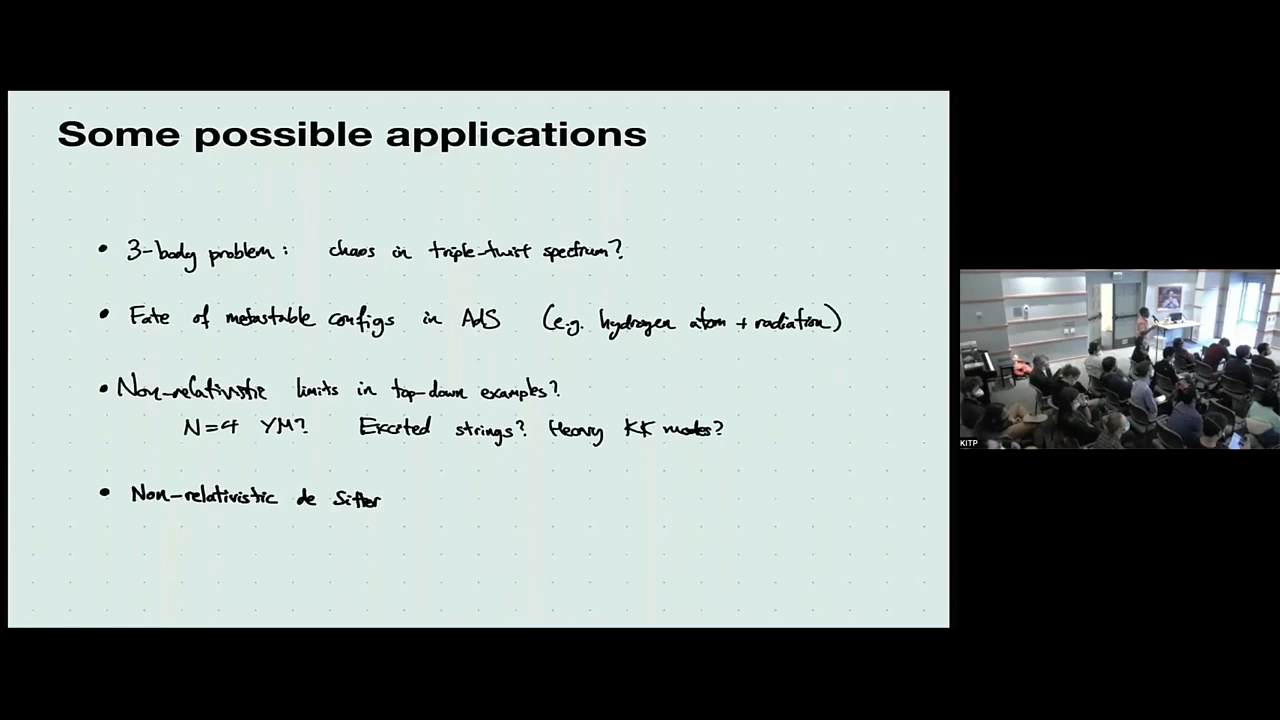 Some possible applications
• 3-body problem: chaos in triple-twist spectrum?
• Fate of metastable configs in AdS (e.g. hydrogen atom + radiation)
• Non-relativistic limits in top-down examples?
N=4 YM? Excited strings? Heavy KK modes?
• Non-relativistic de Sitter
KITP